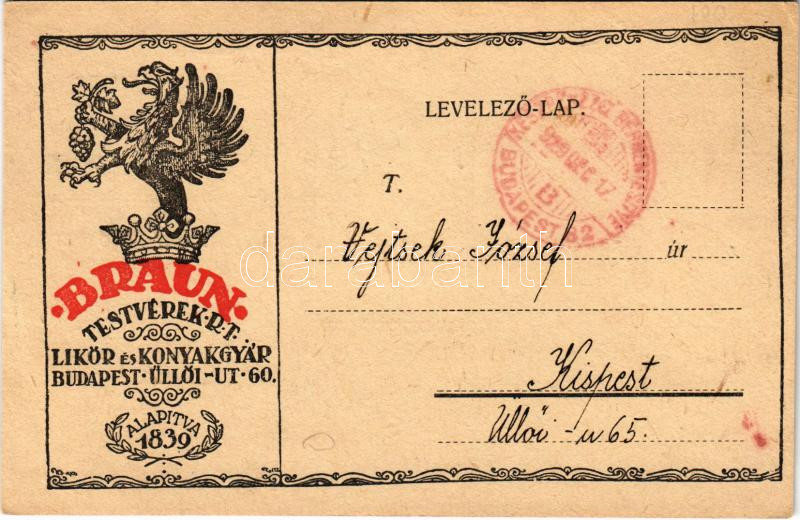 ·BRAUN·
TESTVÉREK·R·T·
LIKŐR ÉS KONYAKGYÁR
BUDAPEST·ÜLLŐI-UT·60.
ALAPITVA
1839
LEVELEZŐ-LAP.
BUDAPEST
B
T.
Vejtsek József úr
Kispest
Üllői-u 65.
darabanth